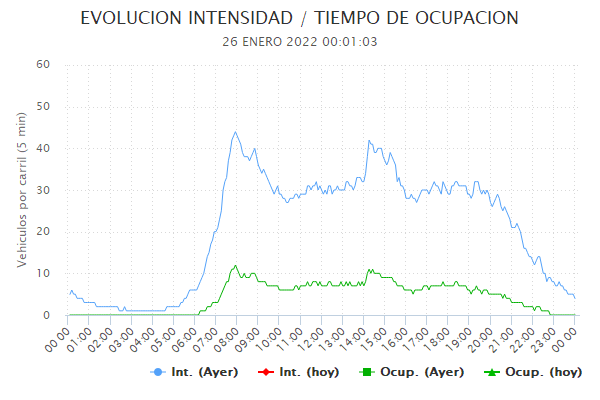 EVOLUCION INTENSIDAD / TIEMPO DE OCUPACION
26 ENERO 2022 00:01:03
Vehiculos por carril (5 min)
60
50
40
30
20
10
0
00:00 01:00 02:00 03:00 04:00 05:00 06:00 07:00 08:00 09:00 10:00 11:00 12:00 13:00 14:00 15:00 16:00 17:00 18:00 19:00 20:00 21:00 22:00 23:00 00:00
Int. (Ayer) Int. (hoy) Ocup. (Ayer) Ocup. (hoy)